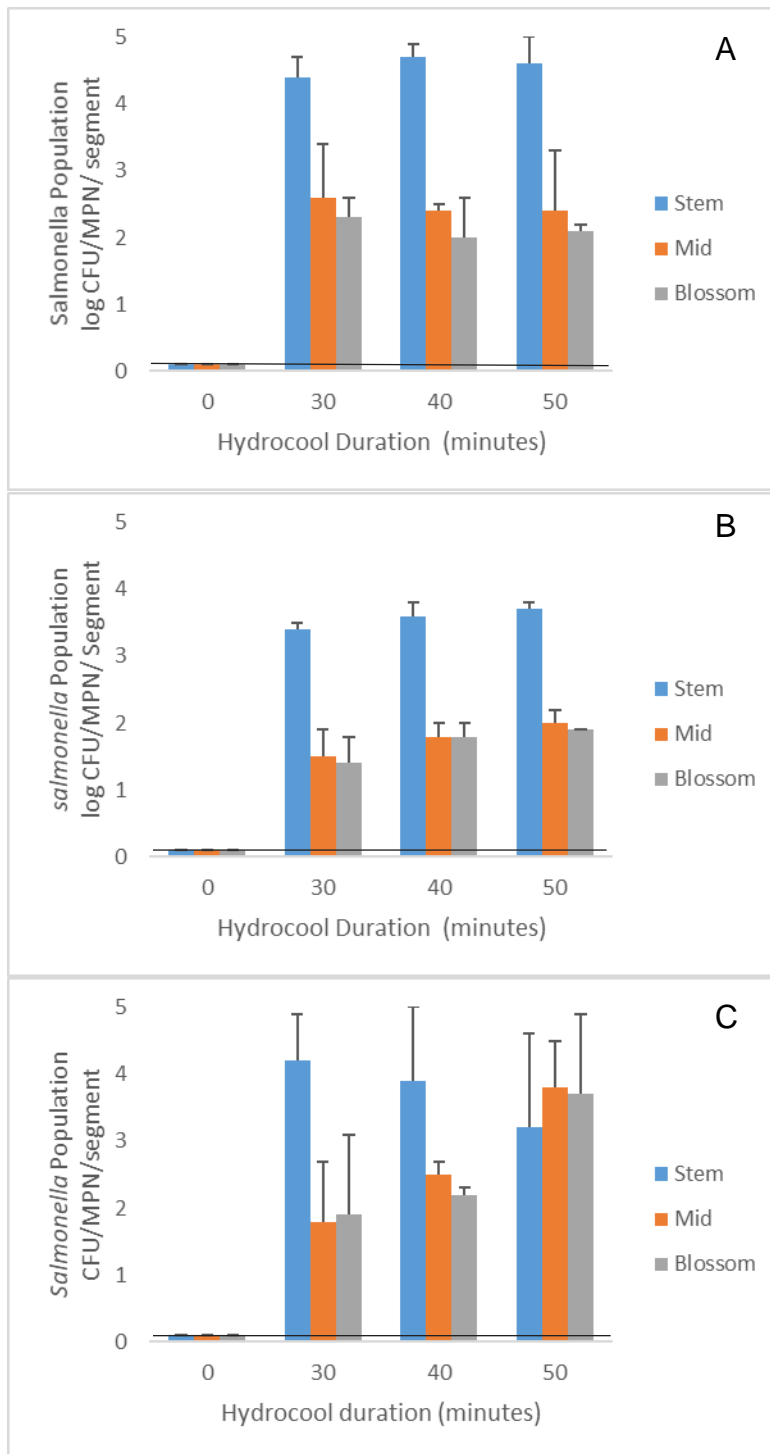 A
Salmonella Population
log CFU/MPN/ segment
5
4
3
2
1
0
0 30 40 50
Hydrocool Duration (minutes)
Stem
Mid
Blossom
B
salmonella Population
log CFU/MPN/ Segment
5
4
3
2
1
0
0 30 40 50
Hydrocool Duration (minutes)
Stem
Mid
Blossom
C
Salmonella Population
CFU/MPN/segment
5
4
3
2
1
0
0 30 40 50
Hydrocool duration (minutes)
Stem
Mid
Blossom